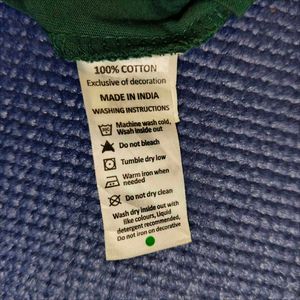 100% COTTON
Exclusive of decoration
MADE IN INDIA
WASHING INSTRUCTIONS
Machine wash cold,
Wsah inside out
Do not bleach
Tumble dry low
Warm iron when
needed
Do not dry clean
Wash dry inside out with
like colours, Liquid
detergent recommended,
Do not iron on decorative